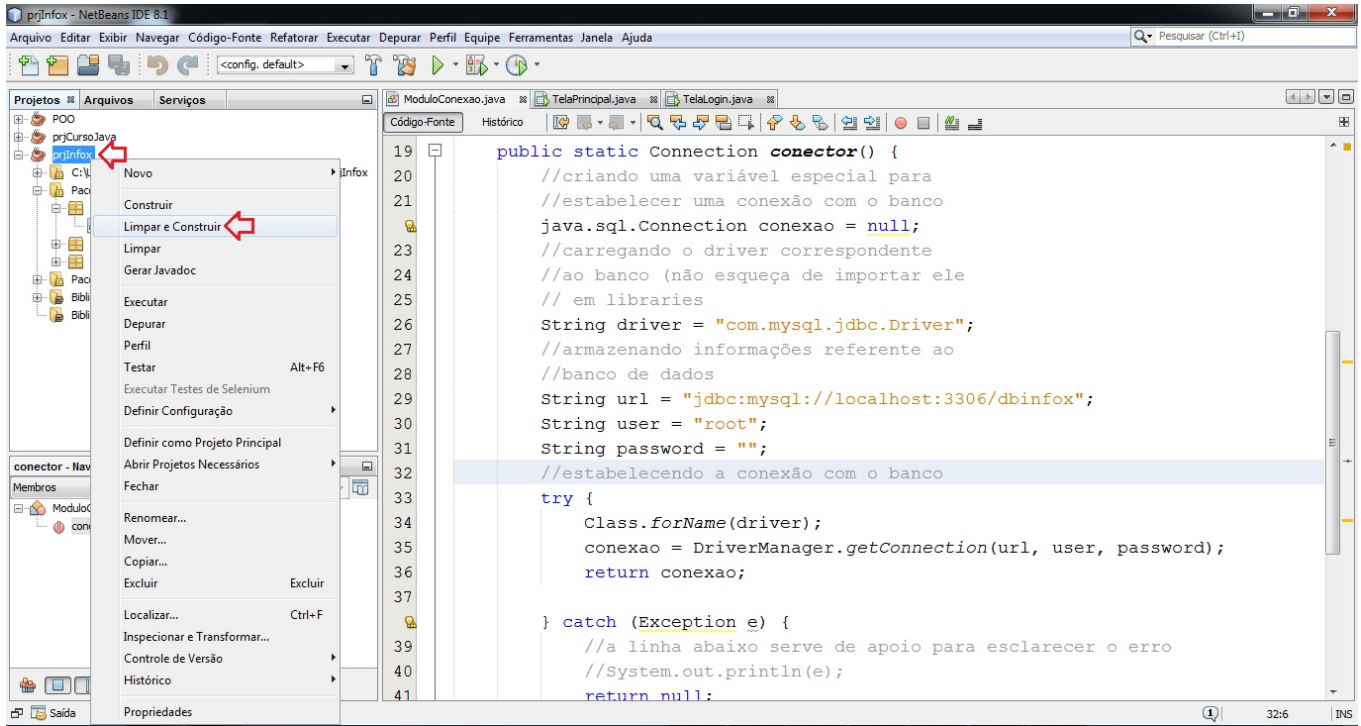 prjInfox - NetBeans IDE 8.1
Arquivo Editar Exibir Navegar Código-Fonte Refatorar Executar Depurar Perfil Equipe Ferramentas Janela Ajuda
Pesquisar (Ctrl+I)
<config. default>
Projetos Arquivos Serviços
ModuloConexao.java TelaPrincipal.java TelaLogin.java
Código-Fonte Histórico
POO
prjCursoJava
prjInfox
Novo
Construir
Limpar e Construir
Limpar
Gerar Javadoc
Executar
Depurar
Perfil
Testar Alt+F6
Executar Testes de Selenium
Definir Configuração
Definir como Projeto Principal
Abrir Projetos Necessários
Fechar
Renomear...
Mover...
Copiar...
Excluir Excluir
Localizar... Ctrl+F
Inspecionar e Transformar...
Controle de Versão
Histórico
Propriedades
conector - Nav
Membros
Saída
19 public static Connection conector() {
20 //criando uma variável especial para
21 //estabelecer uma conexão com o banco
java.sql.Connection conexao = null;
23 //carregando o driver correspondente
24 //ao banco (não esqueça de importar ele
25 // em libraries
26 String driver = "com.mysql.jdbc.Driver";
27 //armazenando informações referente ao
28 //banco de dados
29 String url = "jdbc:mysql://localhost:3306/dbinfox";
30 String user = "root";
31 String password = "";
32 //estabelecendo a conexão com o banco
33 try {
34 Class.forName(driver);
35 conexao = DriverManager.getConnection(url, user, password);
36 return conexao;
37
} catch (Exception e) {
39 //a linha abaixo serve de apoio para esclarecer o erro
40 //System.out.println(e);
41 return null;
1 32:6 INS